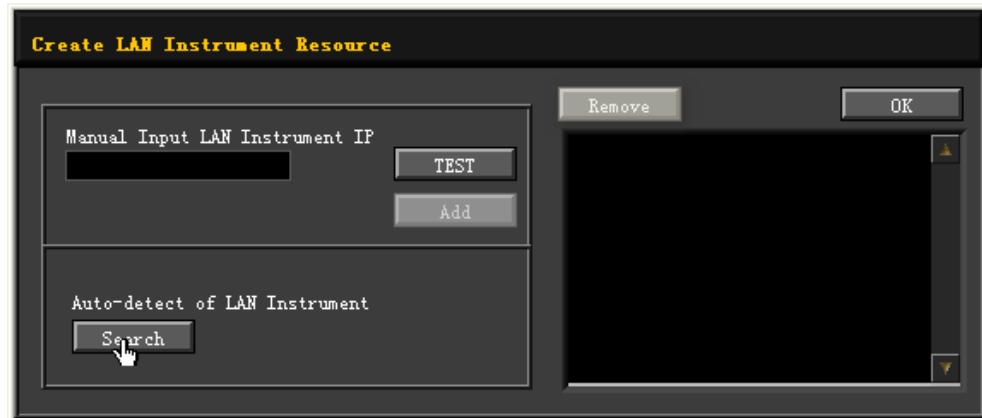 Create LAN Instrument Resource
Manual Input LAN Instrument IP
TEST
Add
Auto-detect of LAN Instrument
Search
Remove
OK